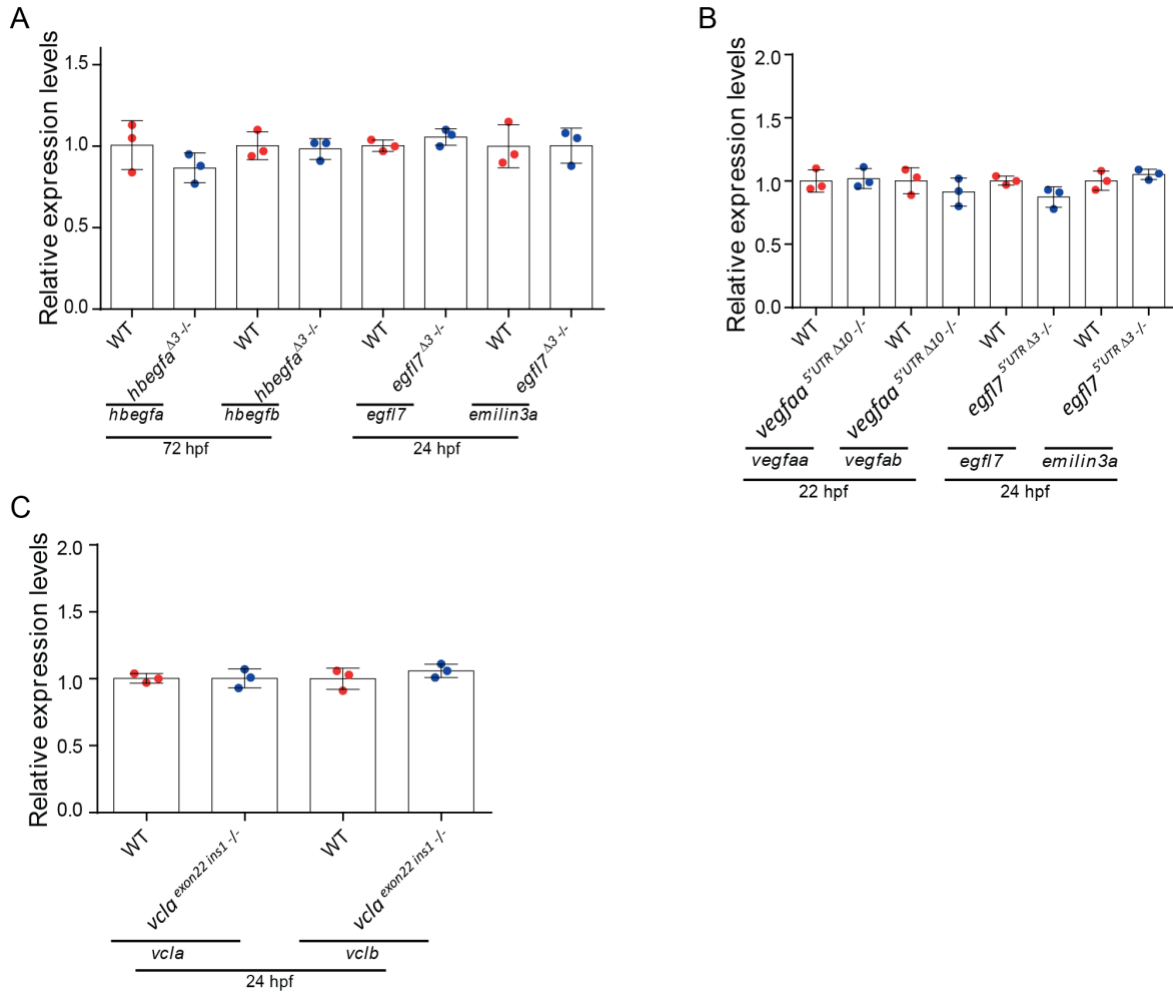 A
Relative expression levels
1.5
1.0
0.5
0.0
WT
hbegfa Δ3 -/-
WT
hbegfa Δ3 -/-
WT
egfl7 Δ3 -/-
WT
egfl7 Δ3 -/-
hbegfa
hbegfb
egfl7
emilin3a
72 hpf
24 hpf
B
Relative expression levels
2.0
1.5
1.0
0.5
0.0
WT
vegfaa 5'UTR Δ10 -/-
WT
vegfaa 5'UTR Δ10 -/-
WT
egfl7 5'UTR Δ3 -/-
WT
egfl7 5'UTR Δ3 -/-
vegfaa
vegfab
egfl7
emilin3a
22 hpf
24 hpf
C
Relative expression levels
2.0
1.5
1.0
0.5
0.0
WT
vcla exon22 ins1 -/-
WT
vcla exon22 ins1 -/-
vcla
vclb
24 hpf